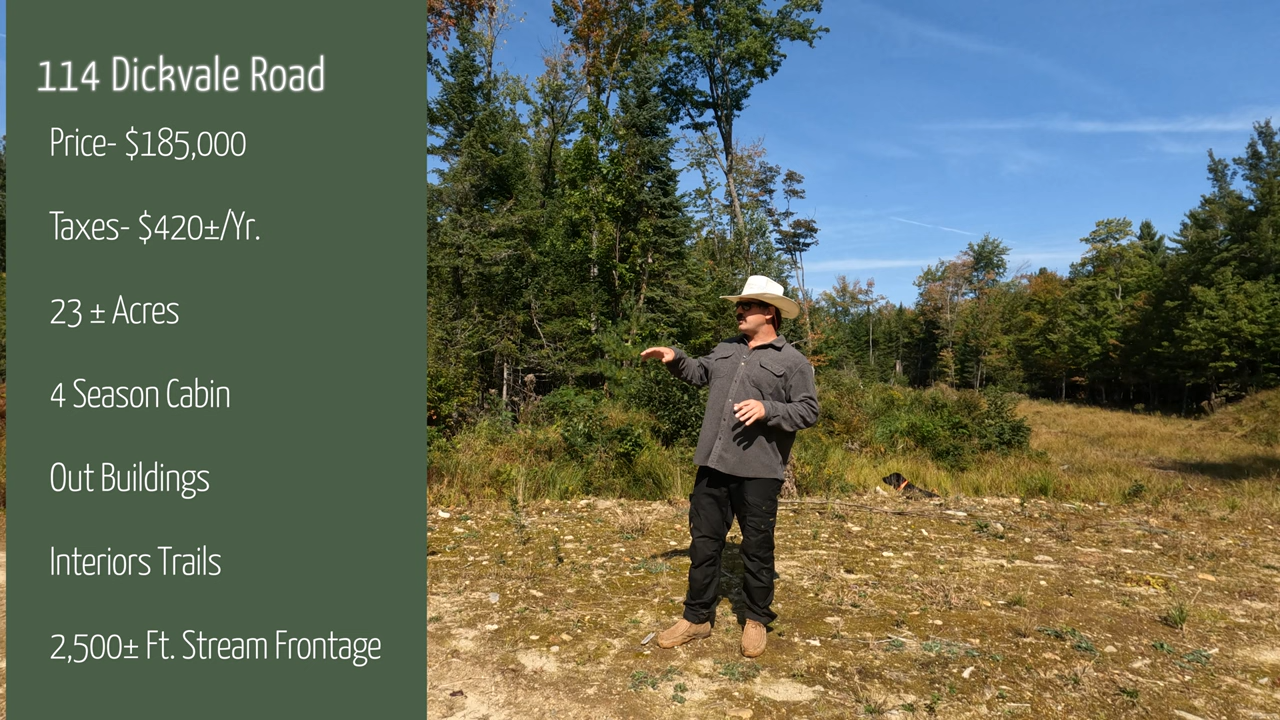 114 Dickvale Road
Price- $185,000
Taxes- $420±/Yr.
23 ± Acres
4 Season Cabin
Out Buildings
Interiors Trails
2,500± Ft. Stream Frontage